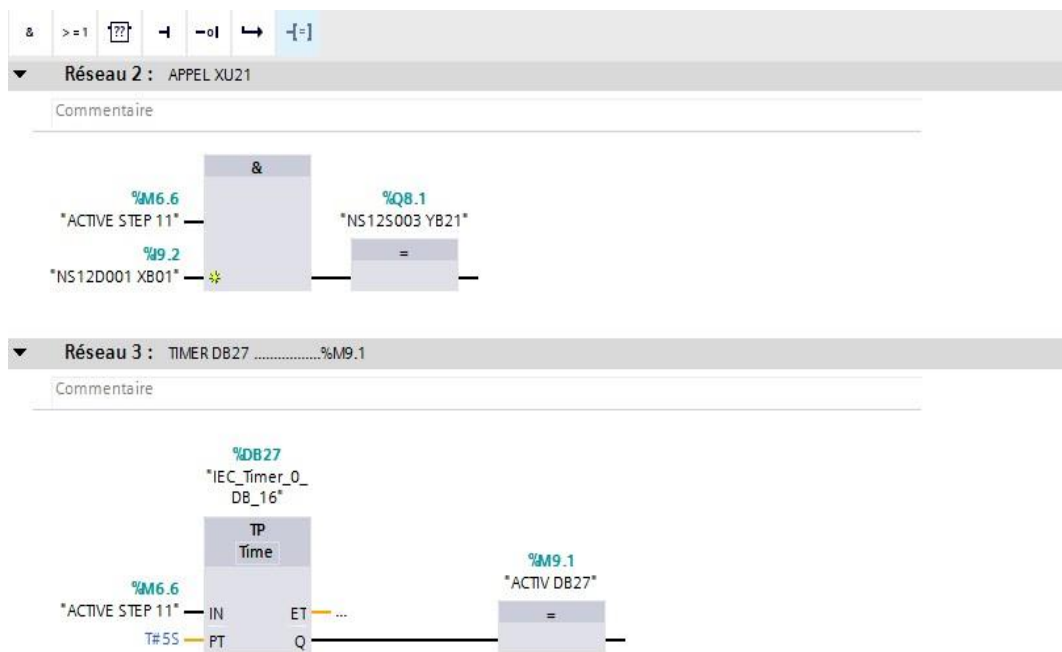 & >=1 ?? -o| -[=]
Réseau 2 : APPEL XU21
Commentaire
&
%M6.6
"ACTIVE STEP 11"
%I9.2
"NS12D001 XB01"
%Q8.1
"NS12S003 YB21"
=
Réseau 3 : TIMER DB27 .................%M9.1
Commentaire
%DB27
"IEC_Timer_0_
DB_16"
TP
Time
%M6.6
"ACTIVE STEP 11"
IN
ET
...
T#5S
PT
Q
%M9.1
"ACTIV DB27"
=